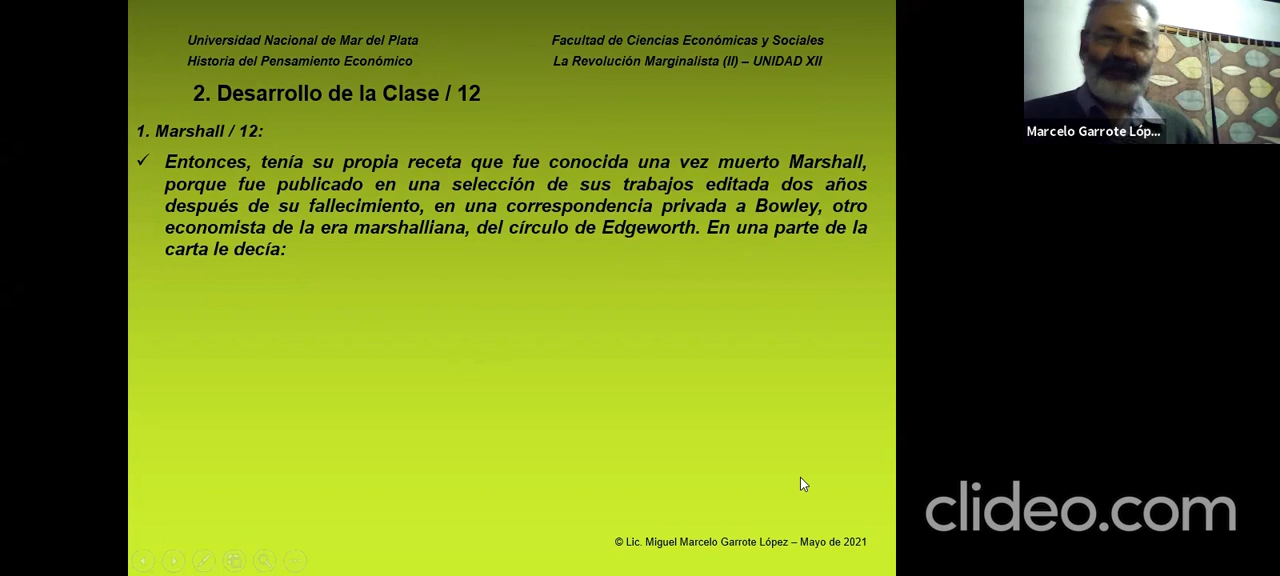 Universidad Nacional de Mar del Plata
Facultad de Ciencias Económicas y Sociales
Historia del Pensamiento Económico
La Revolución Marginalista (II) – UNIDAD XII
2. Desarrollo de la Clase / 12
1. Marshall / 12:
✓ Entonces, tenía su propia receta que fue conocida una vez muerto Marshall,
porque fue publicado en una selección de sus trabajos editada dos años
después de su fallecimiento, en una correspondencia privada a Bowley, otro
economista de la era marshalliana, del círculo de Edgeworth. En una parte de la
carta le decía:
© Lic. Miguel Marcelo Garrote López – Mayo de 2021
Marcelo Garrote Lóp...
clideo.com